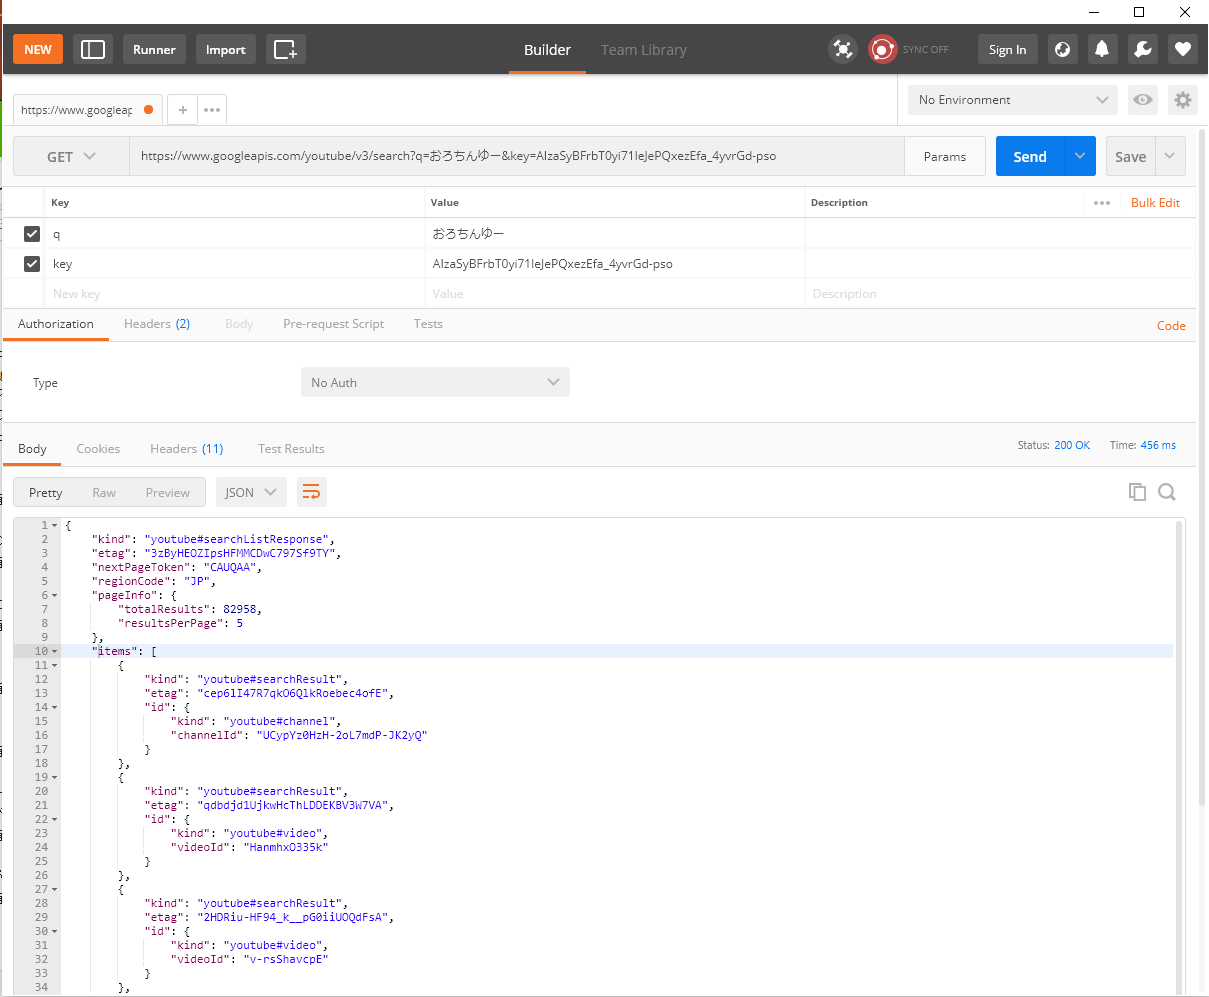 NEW Runner Import Builder Team Library SYNC OFF Sign In
https://www.googleap + ••• No Environment
GET https://www.googleapis.com/youtube/v3/search?q=おろちんゆー&key=AIzaSyBFrbT0yi71IeJePQxezEfa_4yvrGd-pso Params Send Save
Key Value Description ••• Bulk Edit
q おろちんゆー
key AIzaSyBFrbT0yi71IeJePQxezEfa_4yvrGd-pso
New key Value Description
Authorization Headers (2) Body Pre-request Script Tests Code
Type No Auth
Body Cookies Headers (11) Test Results Status: 200 OK Time: 456 ms
Pretty Raw Preview JSON
1 {
2 "kind": "youtube#searchListResponse",
3 "etag": "3zByHEOZIpsHFMMCDwC797Sf9TY",
4 "nextPageToken": "CAUQAA",
5 "regionCode": "JP",
6 "pageInfo": {
7 "totalResults": 82958,
8 "resultsPerPage": 5
9 },
10 "items": [
11 {
12 "kind": "youtube#searchResult",
13 "etag": "cep6lI47R7qkO6QlkRoebec4ofE",
14 "id": {
15 "kind": "youtube#channel",
16 "channelId": "UCypYz0HzH-2oL7mdP-JK2yQ"
17 }
18 },
19 {
20 "kind": "youtube#searchResult",
21 "etag": "qdbdjd1UjkwHcThLDDEKBV3W7VA",
22 "id": {
23 "kind": "youtube#video",
24 "videoId": "HanmhxO335k"
25 }
26 },
27 {
28 "kind": "youtube#searchResult",
29 "etag": "2HDRiu-HF94_k__pG0iiUOQdFsA",
30 "id": {
31 "kind": "youtube#video",
32 "videoId": "v-rsShavcpE"
33 }
34 },